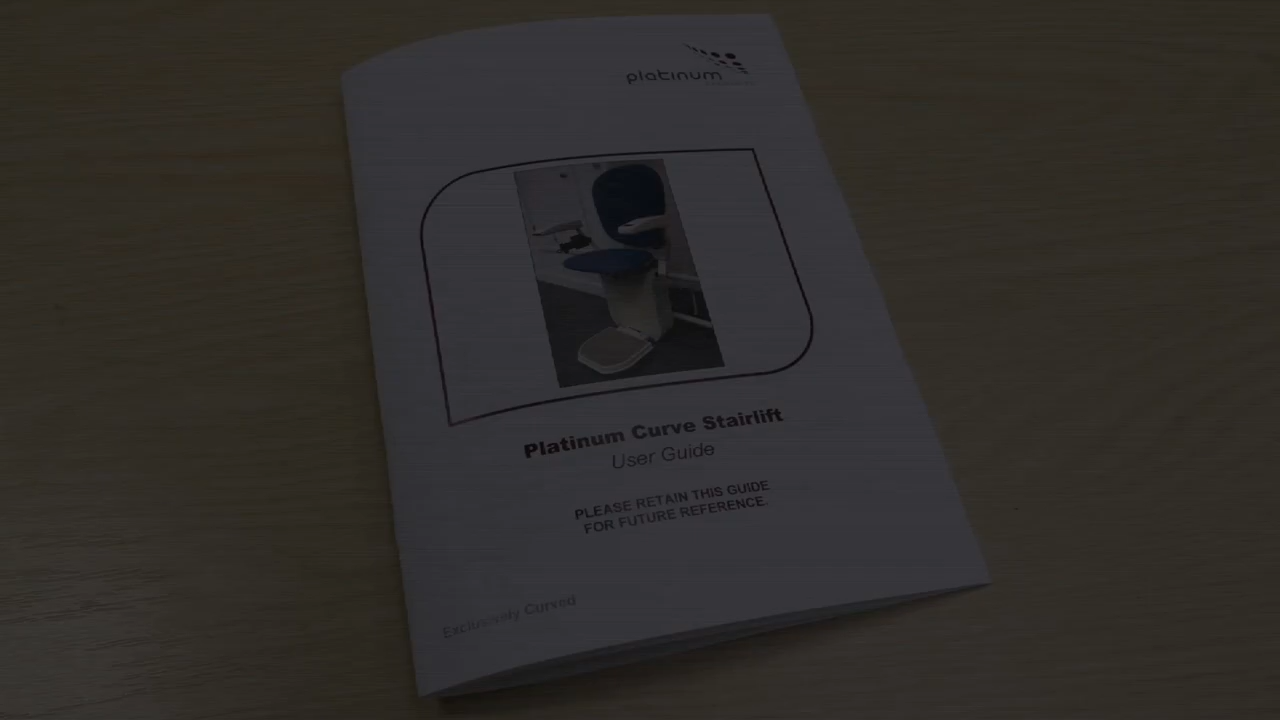 platinum
Platinum Curve Stairlift
User Guide
PLEASE RETAIN THIS GUIDE
FOR FUTURE REFERENCE.
Exclusively Curved